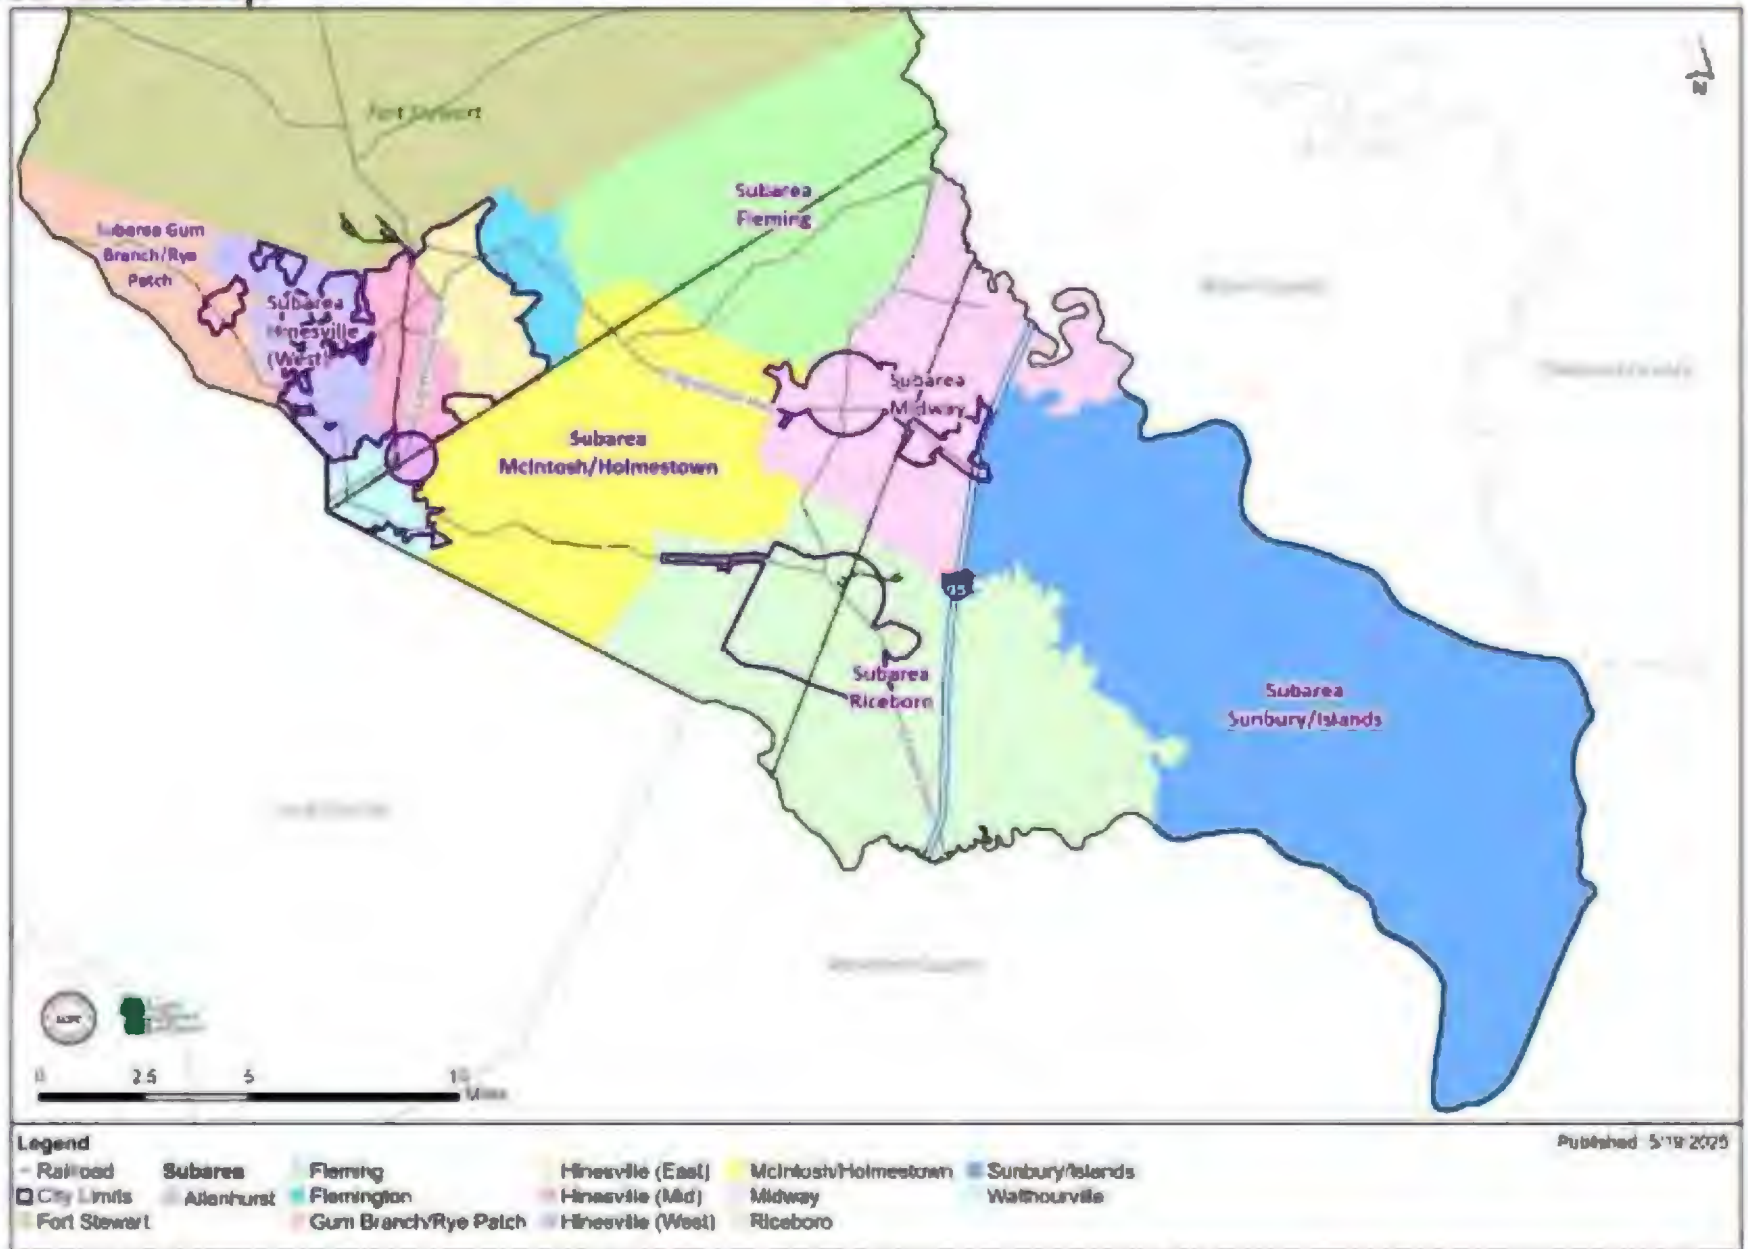 Fort Stewart
N
Subarea
Fleming
Subarea Gum
Branch/Rye
Patch
Subarea
Hinesville
(West)
Subarea
Midway
Subarea
McIntosh/Holmestown
95
Subarea
Riceborn
Subarea
Sunbury/Islands
0 2.5 5 10
Miles
Legend
Published 5/19/2025
Railroad
City Limits
Fort Stewart
Subarea
Allenhurst
Fleming
Flemington
Gum Branch/Rye Patch
Hinesville (East)
Hinesville (Mid)
Hinesville (West)
McIntosh/Holmestown
Midway
Riceboro
Sunbury/Islands
Walthourville